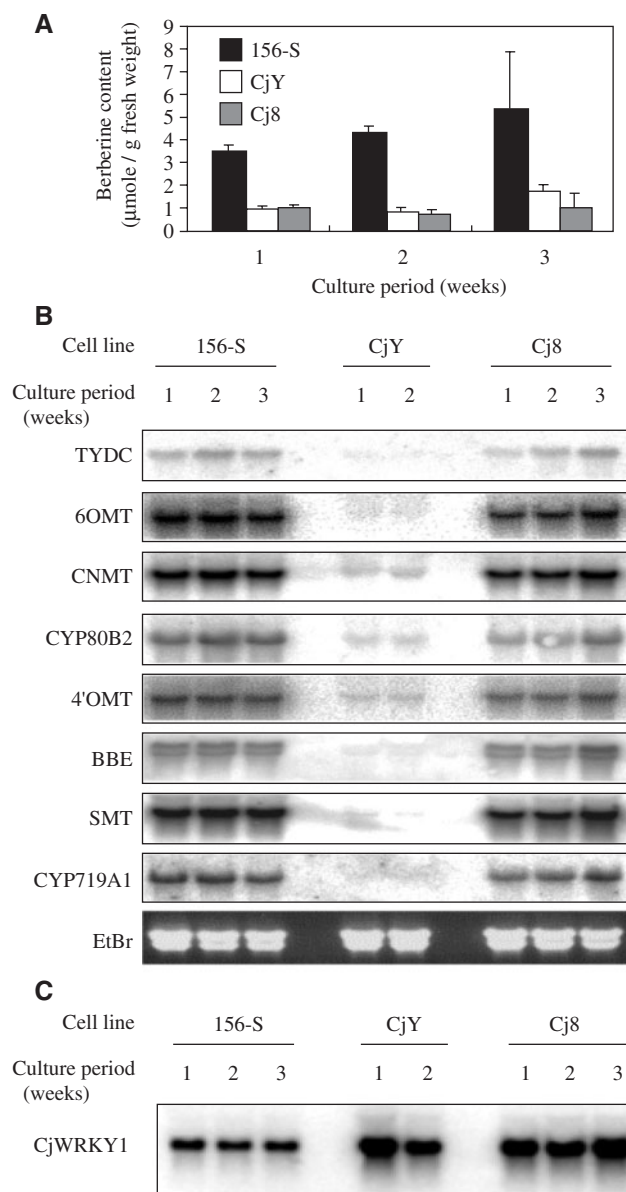 A
Berberine content
(μmole / g fresh weight)
9
8
7
6
5
4
3
2
1
0
156-S
CjY
Cj8
1 2 3
Culture period (weeks)
B
Cell line 156-S CjY Cj8
Culture period 1 2 3 1 2 1 2 3
(weeks)
TYDC
6OMT
CNMT
CYP80B2
4'OMT
BBE
SMT
CYP719A1
EtBr
C
Cell line 156-S CjY Cj8
Culture period 1 2 3 1 2 1 2 3
(weeks)
CjWRKY1